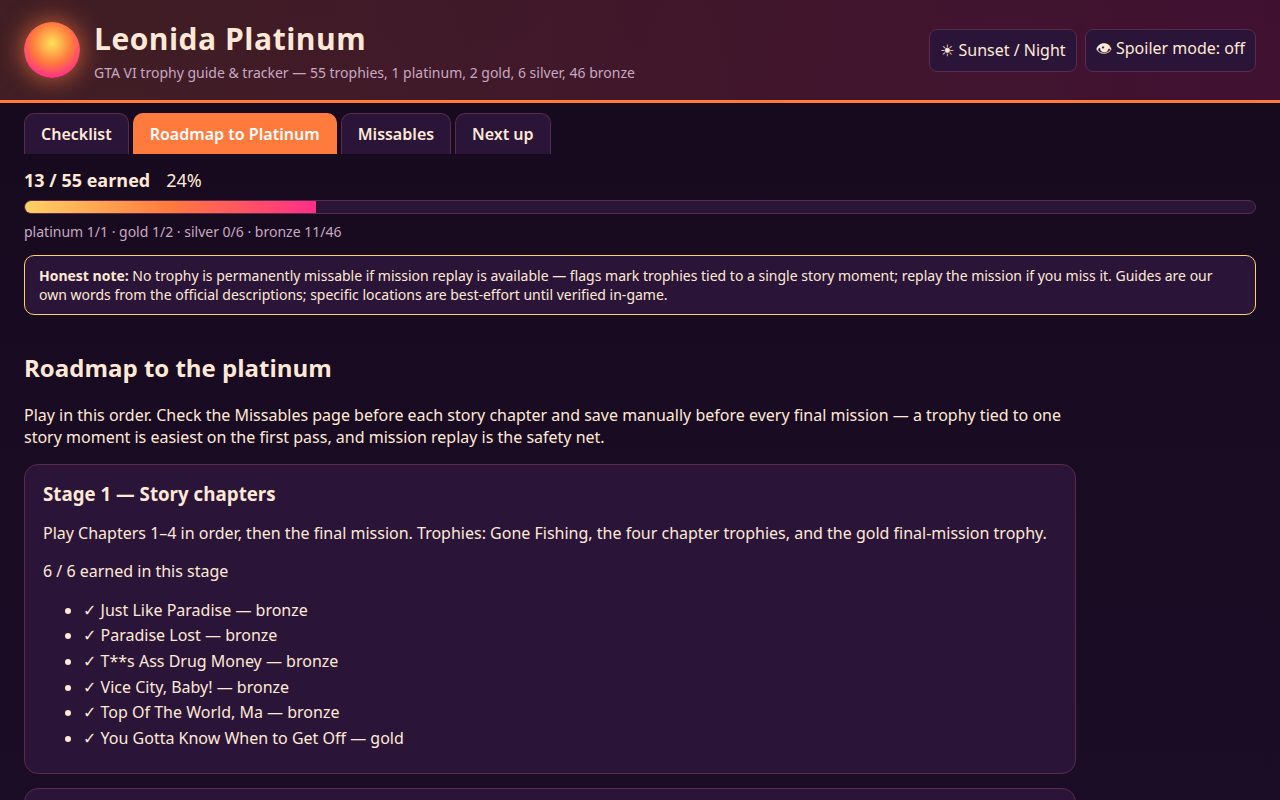 Leonida Platinum
GTA VI trophy guide & tracker — 55 trophies, 1 platinum, 2 gold, 6 silver, 46 bronze
☀ Sunset / Night
👁 Spoiler mode: off
Checklist
Roadmap to Platinum
Missables
Next up
13 / 55 earned 24%
platinum 1/1 · gold 1/2 · silver 0/6 · bronze 11/46
Honest note: No trophy is permanently missable if mission replay is available — flags mark trophies tied to a single story moment; replay the mission if you miss it. Guides are our
own words from the official descriptions; specific locations are best-effort until verified in-game.
Roadmap to the platinum
Play in this order. Check the Missables page before each story chapter and save manually before every final mission — a trophy tied to one
story moment is easiest on the first pass, and mission replay is the safety net.
Stage 1 — Story chapters
Play Chapters 1–4 in order, then the final mission. Trophies: Gone Fishing, the four chapter trophies, and the gold final-mission trophy.
6 / 6 earned in this stage
• ✓ Just Like Paradise — bronze
• ✓ Paradise Lost — bronze
• ✓ T**s Ass Drug Money — bronze
• ✓ Vice City, Baby! — bronze
• ✓ Top Of The World, Ma — bronze
• ✓ You Gotta Know When to Get Off — gold